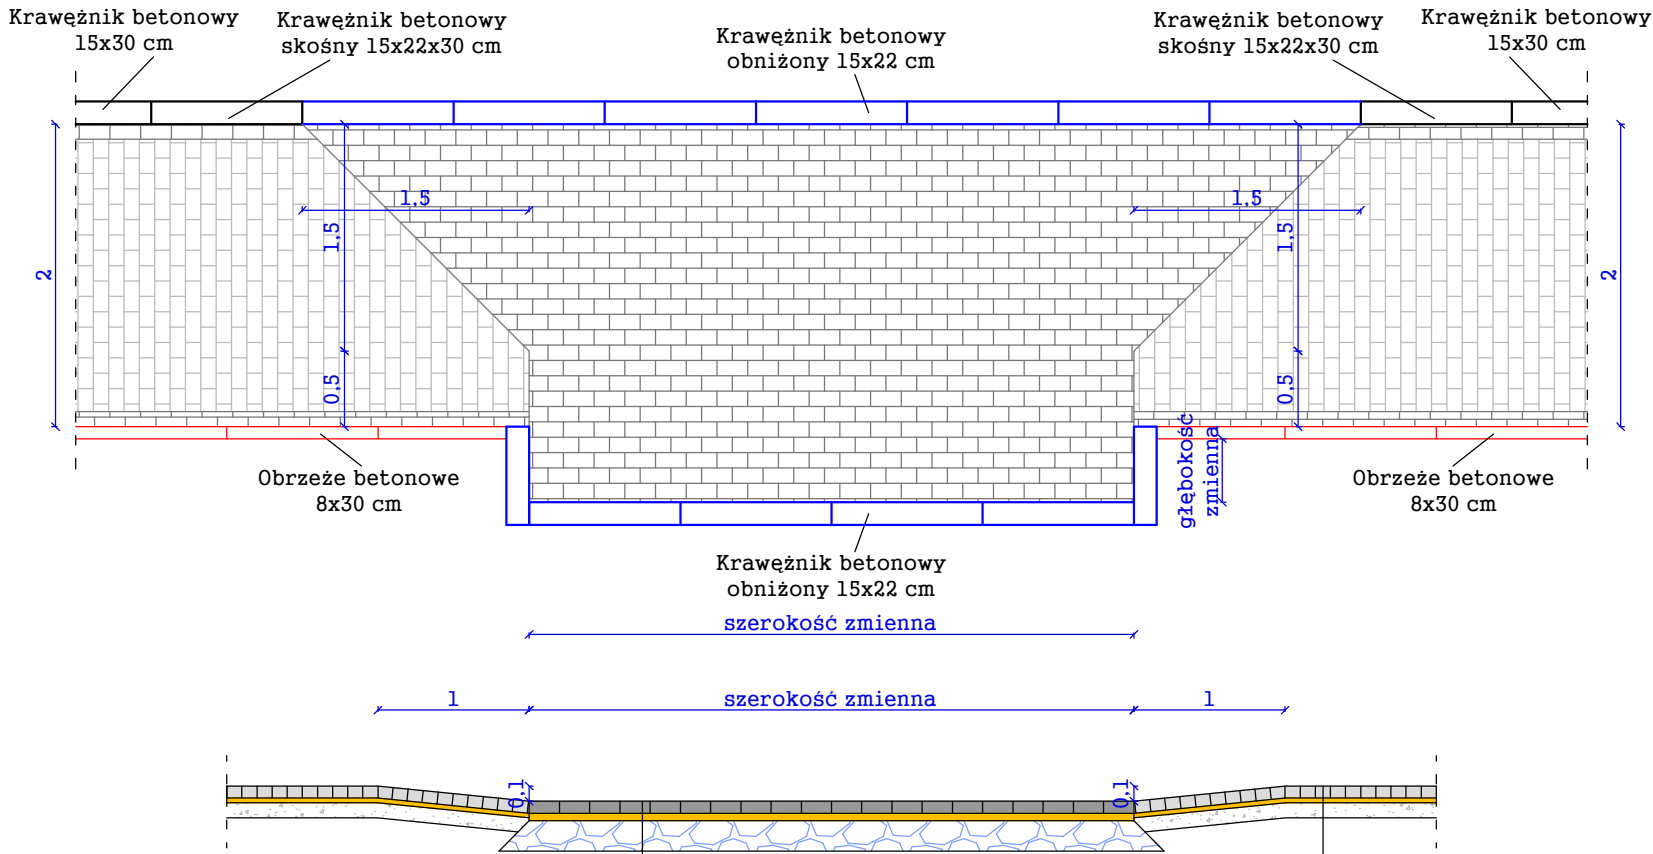 Krawężnik betonowy
15x30 cm
Krawężnik betonowy
skośny 15x22x30 cm
Krawężnik betonowy
obniżony 15x22 cm
Krawężnik betonowy
skośny 15x22x30 cm
Krawężnik betonowy
15x30 cm
1,5
1,5
1,5
1,5
2
2
0,5
0,5
głębokość
zmienna
Obrzeże betonowe
8x30 cm
Obrzeże betonowe
8x30 cm
Krawężnik betonowy
obniżony 15x22 cm
szerokość zmienna
1
szerokość zmienna
1
0,1
0,1